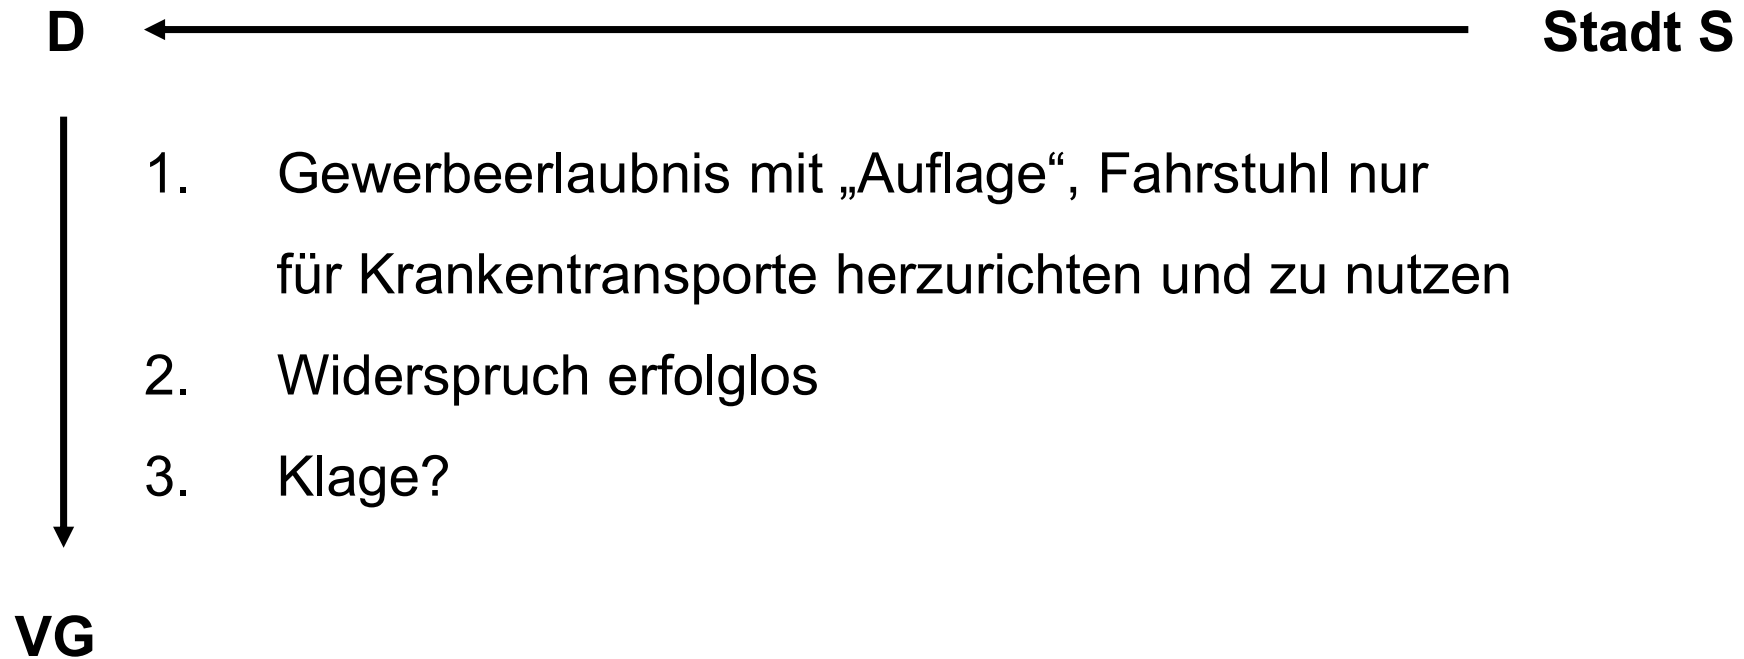 D Stadt S
1. Gewerbeerlaubnis mit „Auflage“, Fahrstuhl nur
für Krankentransporte herzurichten und zu nutzen
2. Widerspruch erfolglos
3. Klage?
VG